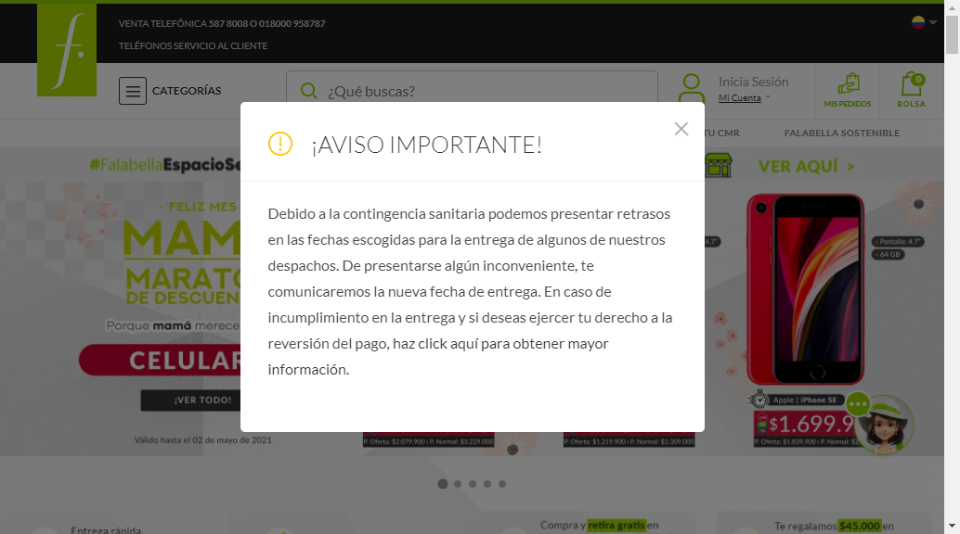 VENTA TELEFÓNICA 587 8008 O 018000 958787
TELÉFONOS SERVICIO AL CLIENTE
f.
CATEGORÍAS
¿Qué buscas?
Inicia Sesión
Mi Cuenta
MIS PEDIDOS
0
BOLSA
TU CMR
FALABELLA SOSTENIBLE
#FalabellaEspacioSe
VER AQUÍ >
¡AVISO IMPORTANTE!
Debido a la contingencia sanitaria podemos presentar retrasos
en las fechas escogidas para la entrega de algunos de nuestros
despachos. De presentarse algún inconveniente, te
comunicaremos la nueva fecha de entrega. En caso de
incumplimiento en la entrega y si deseas ejercer tu derecho a la
reversión del pago, haz click aquí para obtener mayor
información.
FELIZ MES
MAM
MARATO
DE DESCUEN
Porque mamá merece
CELULAR
¡VER TODO!
Válido hasta el 02 de mayo de 2021
4.7"
Pantalla: 4.7"
64 GB
Apple | iPhone SE
$1.699.9
P. Oferta: $2.079.900 - P. Normal: $3.229.000
P. Oferta: $1.219.900 - P. Normal: $2.309.000
P. Oferta: $1.839.900 - P. Normal: $2
Entrega rápida,
Compra y retira gratis en
Te regalamos $45.000 en